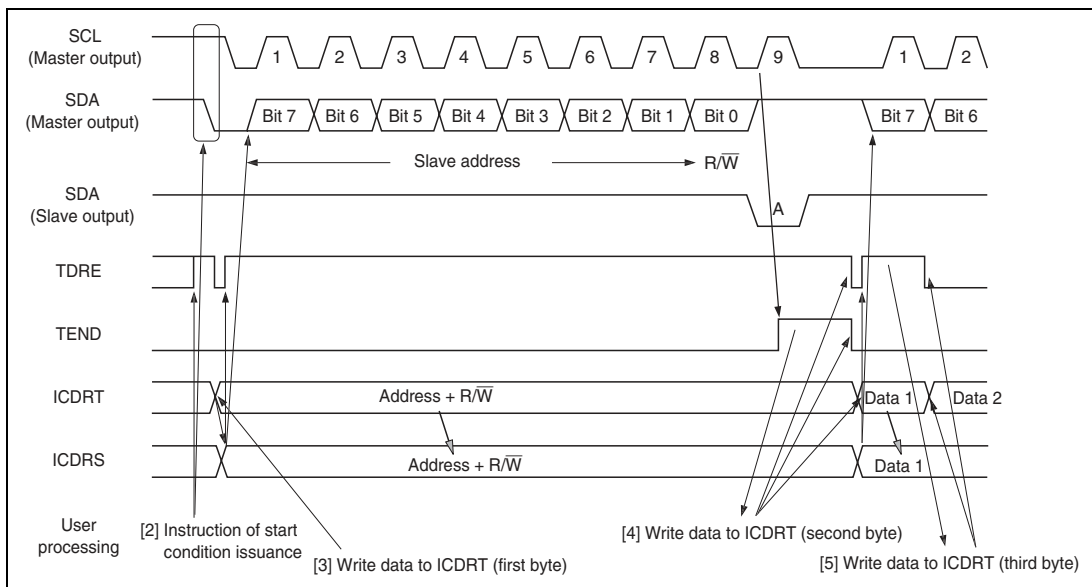 SCL
(Master output)
1 2 3 4 5 6 7 8 9 1 2
SDA
(Master output)
Bit 7 Bit 6 Bit 5 Bit 4 Bit 3 Bit 2 Bit 1 Bit 0 Bit 7 Bit 6
Slave address R/W̅
SDA
(Slave output)
A
TDRE
TEND
ICDRT
Address + R/W̅ Data 1 Data 2
ICDRS
Address + R/W̅ Data 1
User
processing
[2] Instruction of start
condition issuance
[3] Write data to ICDRT (first byte)
[4] Write data to ICDRT (second byte)
[5] Write data to ICDRT (third byte)